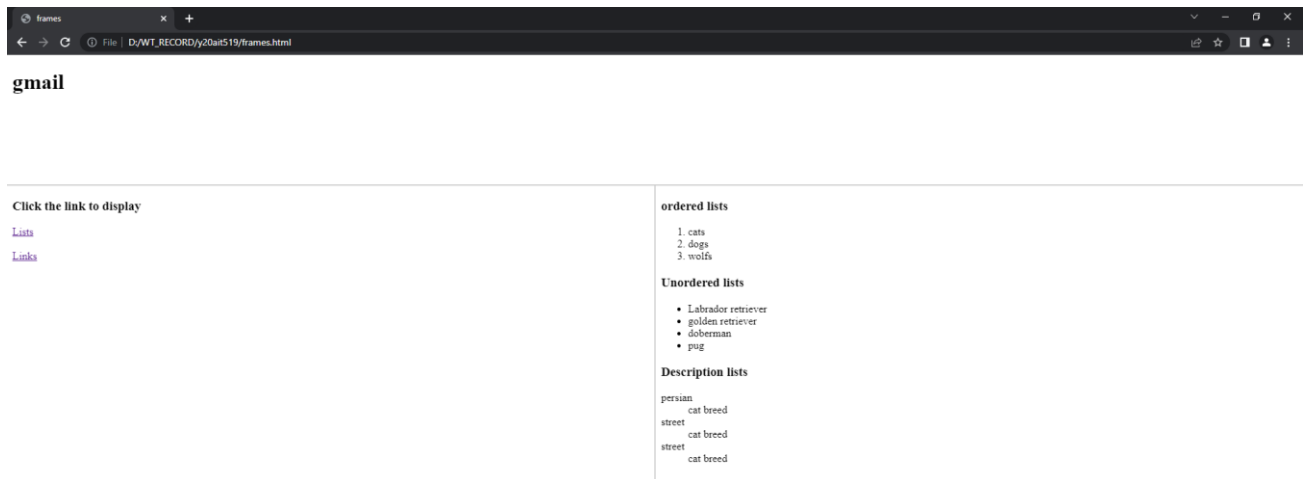 frames
File
D:/WT_RECORD/y20ait519/frames.html
gmail
Click the link to display
Lists
Links
ordered lists
1. cats
2. dogs
3. wolfs
Unordered lists
• Labrador retriever
• golden retriever
• doberman
• pug
Description lists
persian
cat breed
street
cat breed
street
cat breed